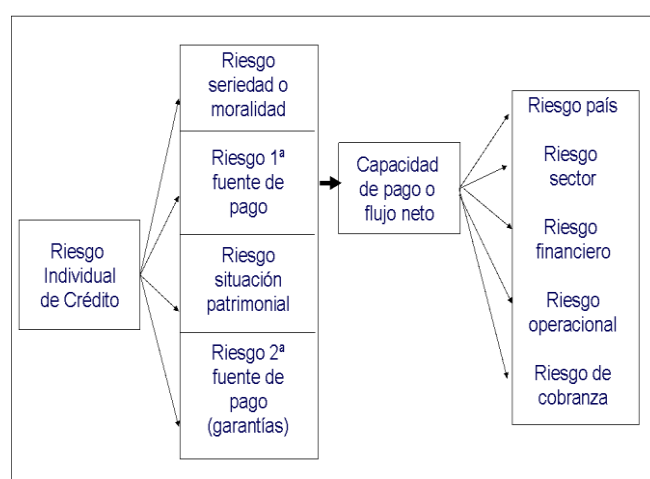 Riesgo
Individual
de Crédito
Riesgo
seriedad o
moralidad
Riesgo 1ª
fuente de
pago
Riesgo
situación
patrimonial
Riesgo 2ª
fuente de
pago
(garantías)
Capacidad
de pago o
flujo neto
Riesgo país
Riesgo
sector
Riesgo
financiero
Riesgo
operacional
Riesgo de
cobranza